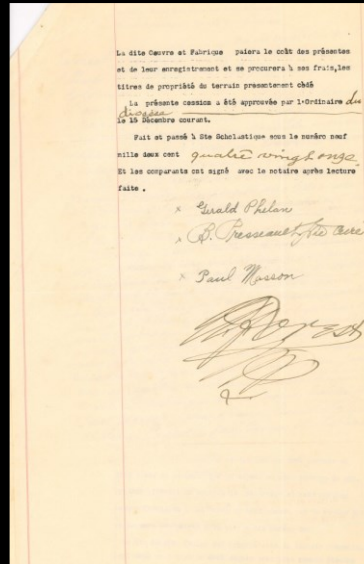 La dite Oeuvre et Fabrique paiera le coût des présentes
et de leur enregistrement et se procurera à ses frais,les
titres de propriété du terrain présentement cédé
La présente cession a été approuvée par l'Ordinaire du
diocèse
le 15 Décembre courant.
Fait et passé à Ste Scholastique sous le numéro neuf
mille deux cent quatre vingt onze.
Et les comparants ont signé avec le notaire après lecture
faite .
x Gerald Phelan
x B. Presseault, ptre curé
x Paul Masson